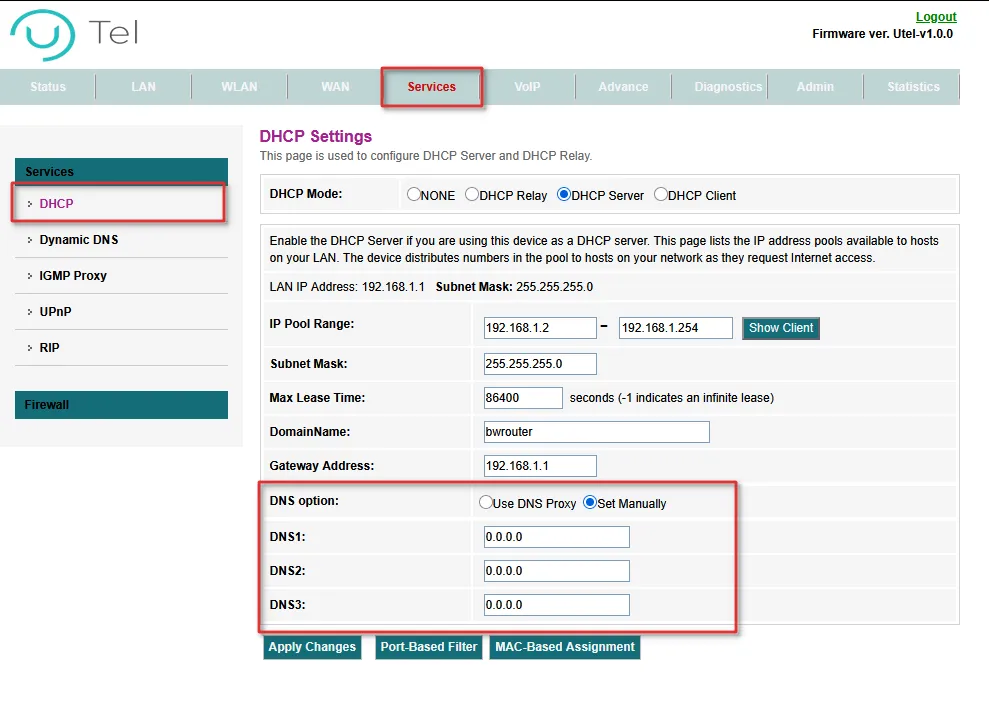 Tel
Logout
Firmware ver. Utel-v1.0.0
Status LAN WLAN WAN Services VoIP Advance Diagnostics Admin Statistics
Services
DHCP
Dynamic DNS
IGMP Proxy
UPnP
RIP
Firewall
DHCP Settings
This page is used to configure DHCP Server and DHCP Relay.
DHCP Mode: NONE DHCP Relay DHCP Server DHCP Client
Enable the DHCP Server if you are using this device as a DHCP server. This page lists the IP address pools available to hosts
on your LAN. The device distributes numbers in the pool to hosts on your network as they request Internet access.
LAN IP Address: 192.168.1.1 Subnet Mask: 255.255.255.0
IP Pool Range: 192.168.1.2 – 192.168.1.254 Show Client
Subnet Mask: 255.255.255.0
Max Lease Time: 86400 seconds (-1 indicates an infinite lease)
DomainName: bwrouter
Gateway Address: 192.168.1.1
DNS option: Use DNS Proxy Set Manually
DNS1: 0.0.0.0
DNS2: 0.0.0.0
DNS3: 0.0.0.0
Apply Changes Port-Based Filter MAC-Based Assignment